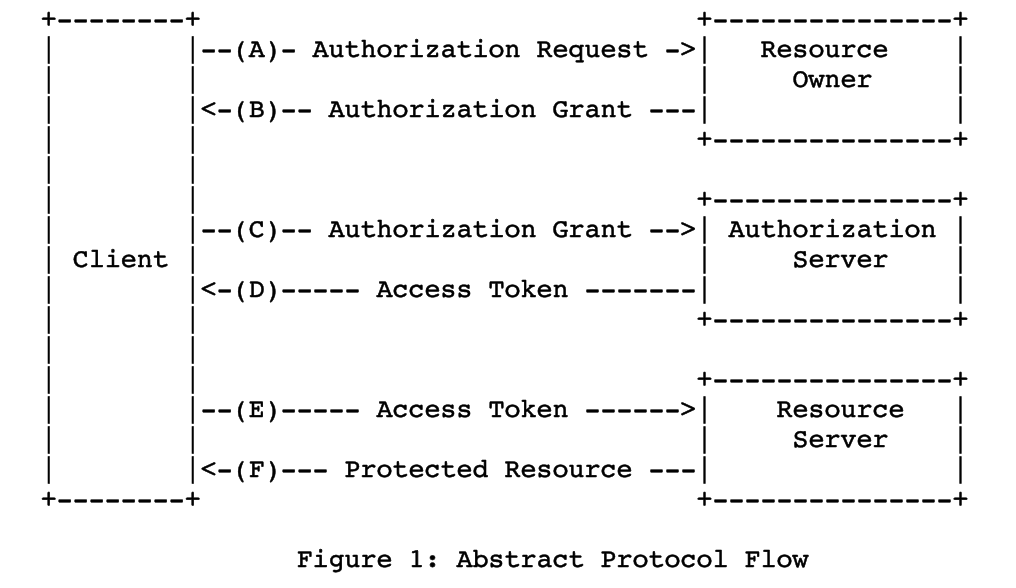 +--------+                               +---------------+
|        |--(A)- Authorization Request ->|   Resource    |
|        |                               |     Owner     |
|        |<-(B)-- Authorization Grant ---|               |
|        |                               +---------------+
|        |
|        |                               +---------------+
|        |--(C)-- Authorization Grant -->| Authorization |
| Client |                               |     Server    |
|        |<-(D)----- Access Token -------|               |
|        |                               +---------------+
|        |
|        |                               +---------------+
|        |--(E)----- Access Token ------>|    Resource   |
|        |                               |     Server    |
|        |<-(F)--- Protected Resource ---|               |
+--------+                               +---------------+
Figure 1: Abstract Protocol Flow